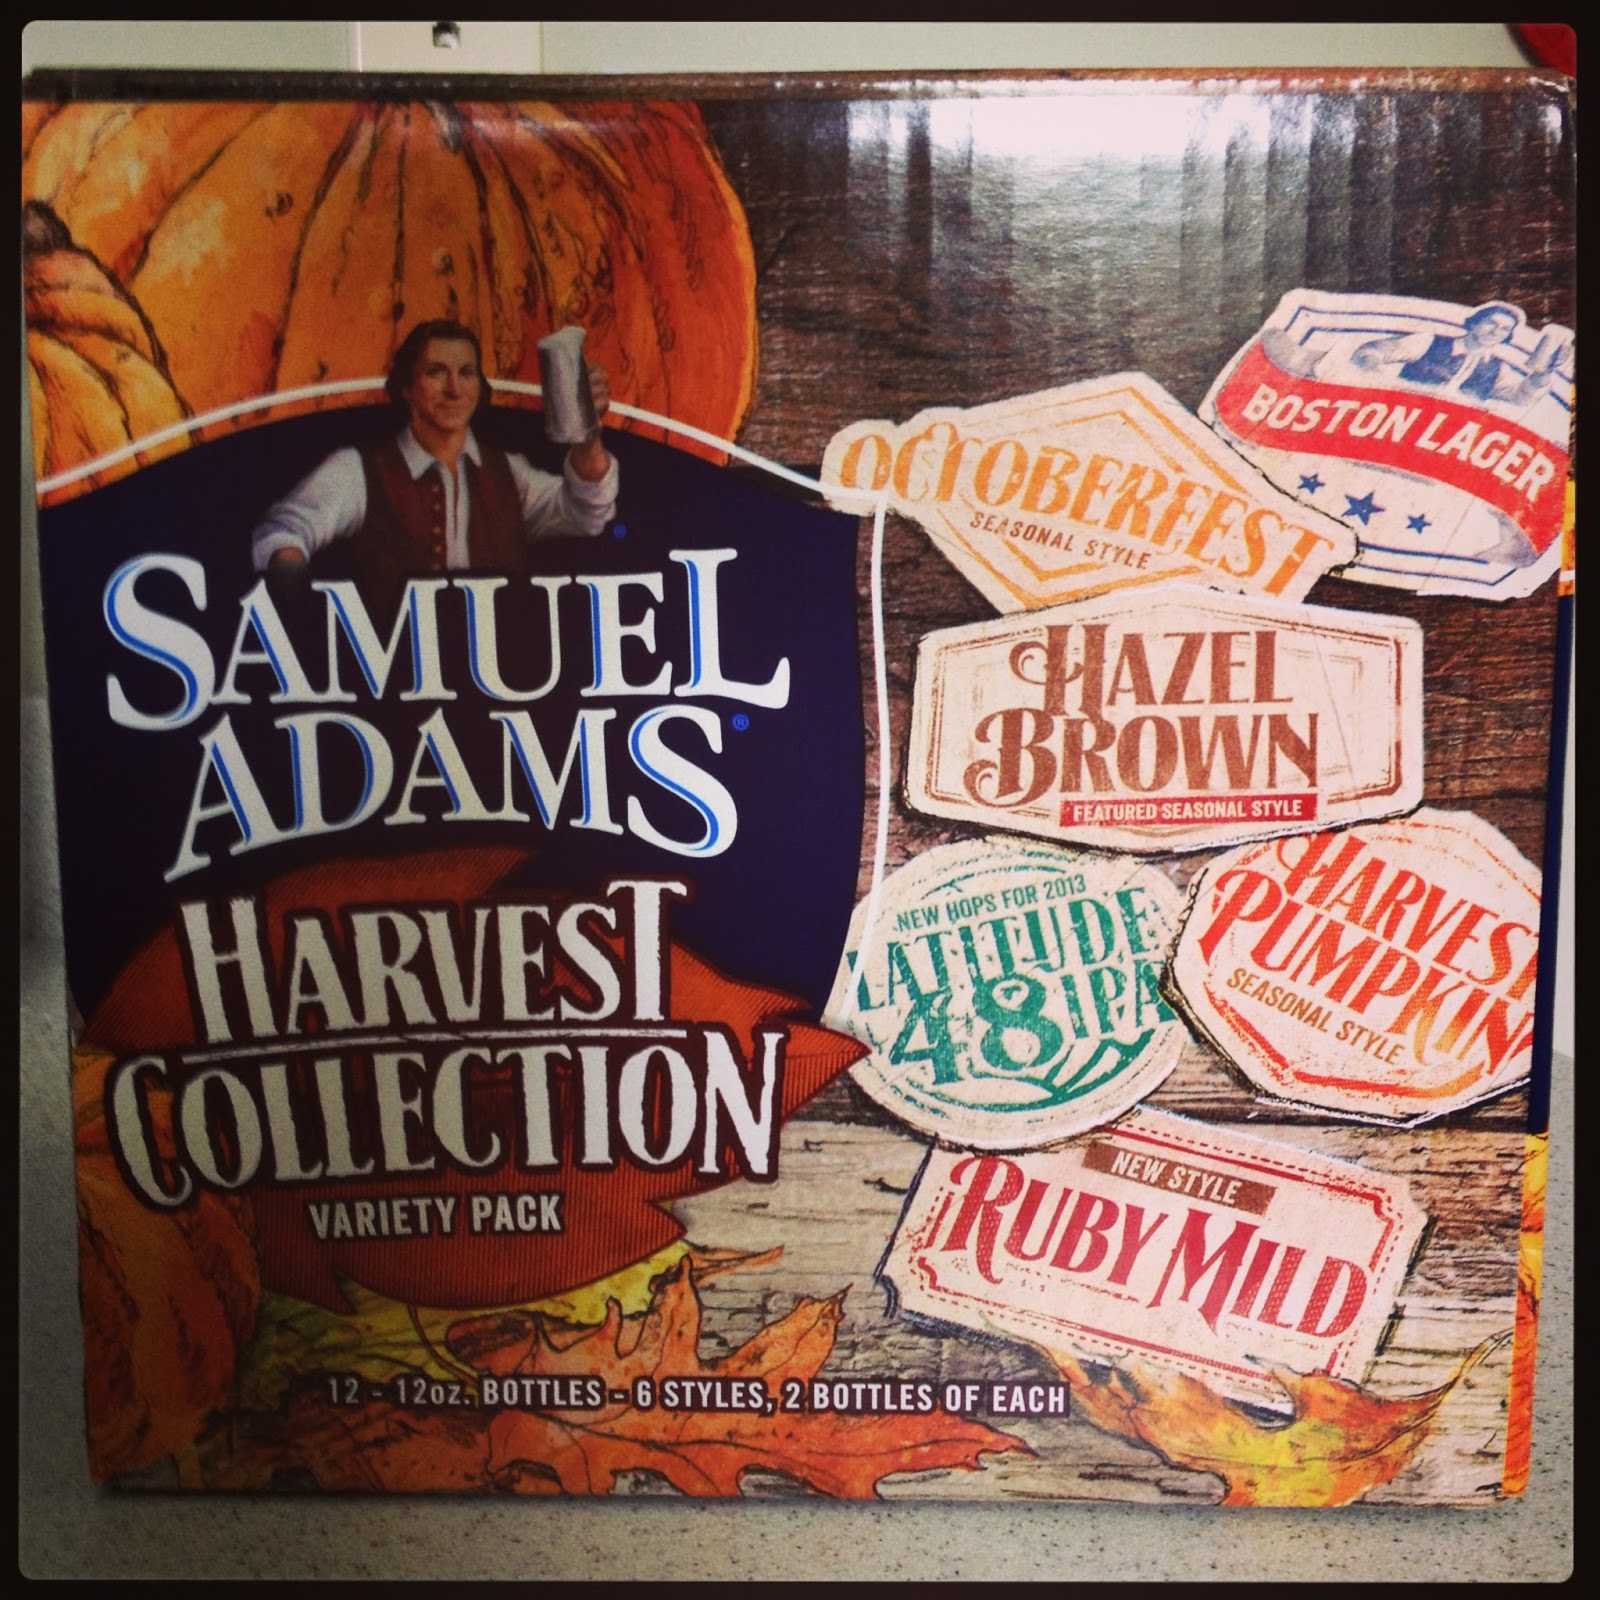 SAMUEL
ADAMS®
HARVEST
COLLECTION
VARIETY PACK
12 - 12oz. BOTTLES - 6 STYLES, 2 BOTTLES OF EACH
BOSTON LAGER
OCTOBERFEST
SEASONAL STYLE
HAZEL
BROWN
FEATURED SEASONAL STYLE
NEW HOPS FOR 2013
LATITUDE
48 IPA
HARVEST
PUMPKIN
SEASONAL STYLE
NEW STYLE
RUBY MILD